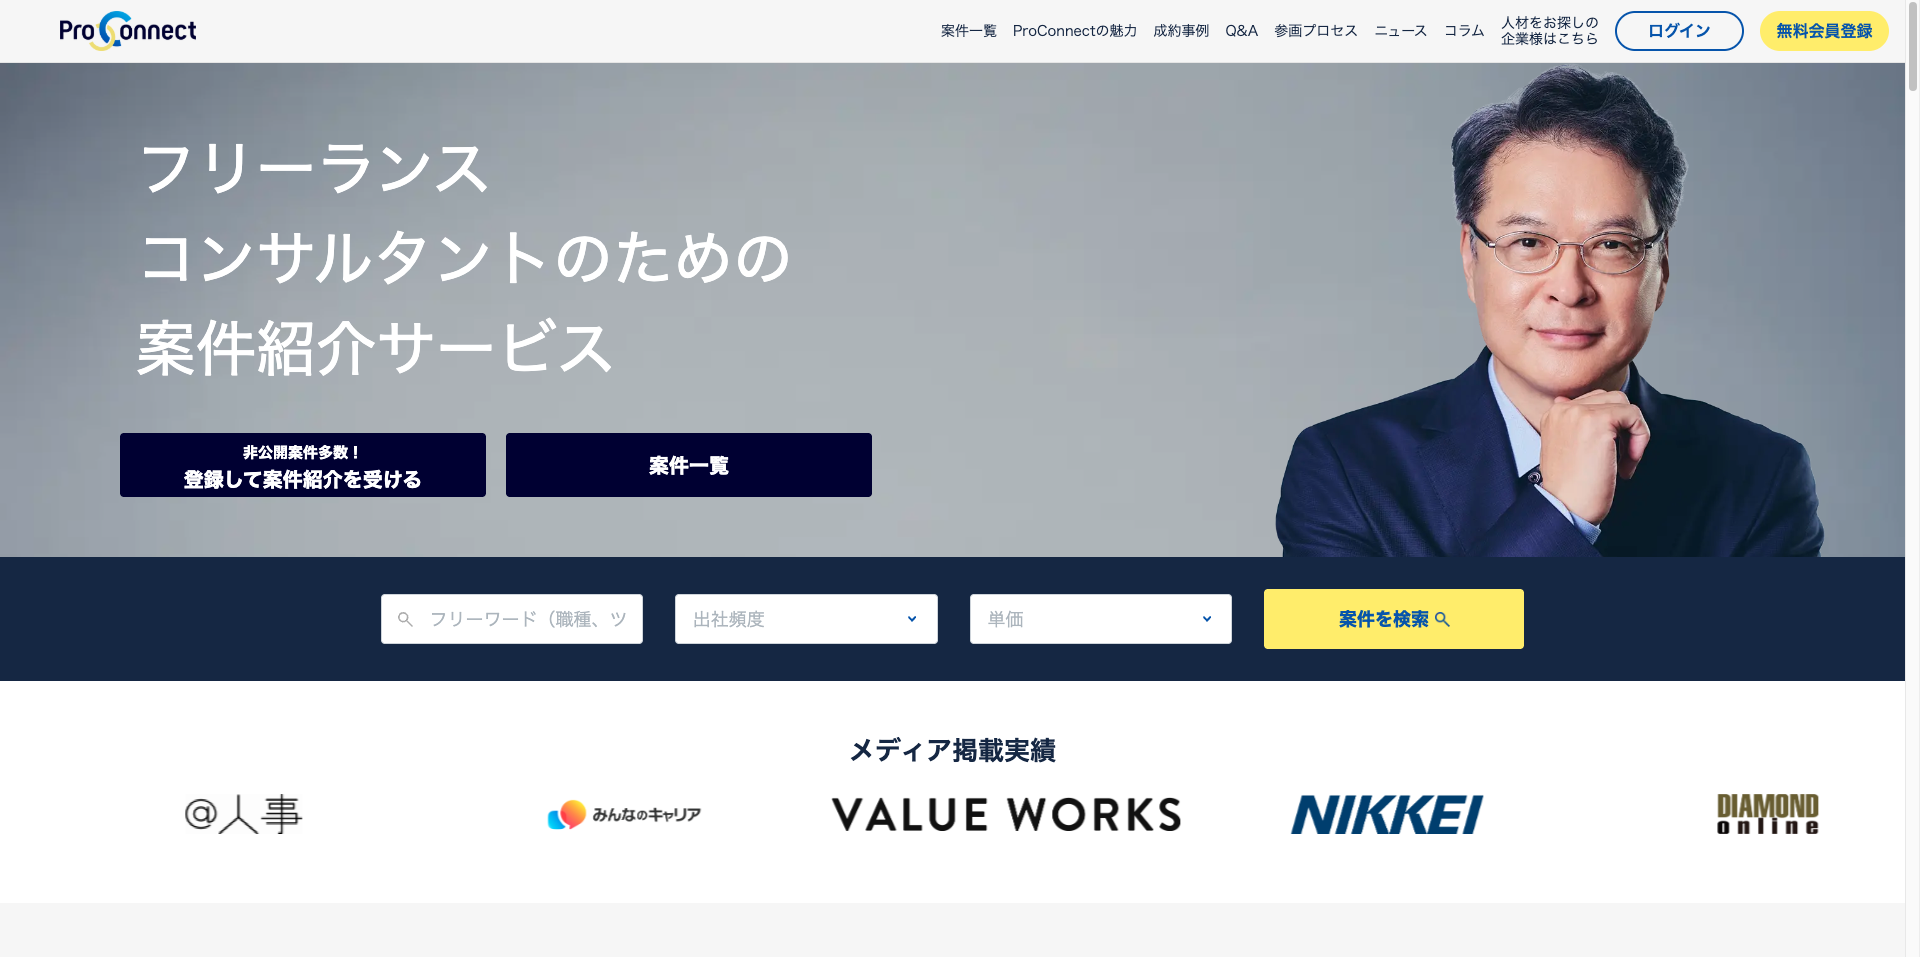 ProConnect
案件一覧
ProConnectの魅力
成約事例
Q&A
参画プロセス
ニュース
コラム
人材をお探しの
企業様はこちら
ログイン
無料会員登録
フリーランス
コンサルタントのための
案件紹介サービス
非公開案件多数！
登録して案件紹介を受ける
案件一覧
フリーワード（職種、ツ
出社頻度
単価
案件を検索
メディア掲載実績
@人事
みんなのキャリア
VALUE WORKS
NIKKEI
DIAMOND
online